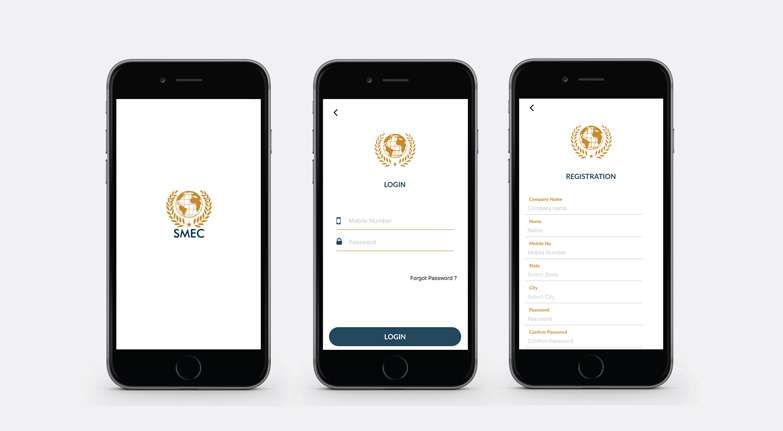 SMEC
LOGIN
Mobile Number
Password
Forgot Password ?
LOGIN
REGISTRATION
Company Name
Company name
Name
Name
Mobile No
Mobile Number
State
Select State
City
Select City
Password
Password
Confirm Password
Confirm Password